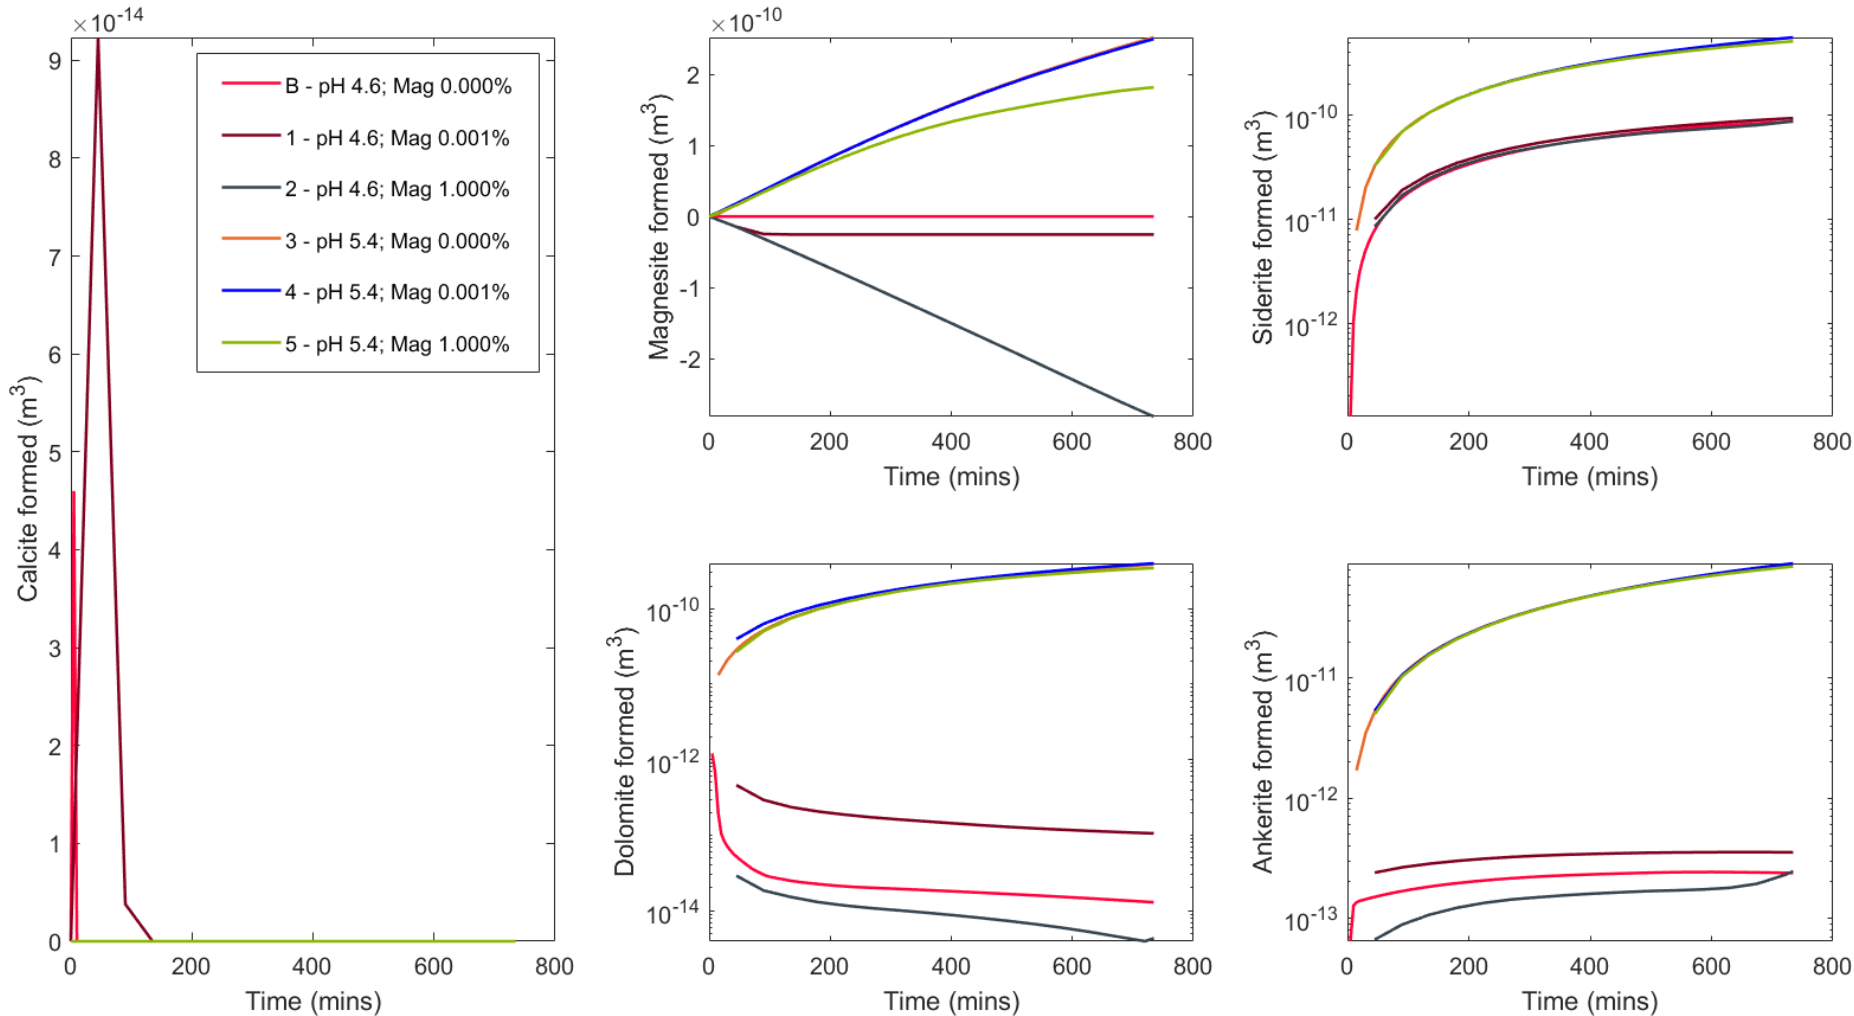 ×10^-14
9
8
7
6
5
4
3
2
1
0
Calcite formed (m^3)
0 200 400 600 800
Time (mins)
B - pH 4.6; Mag 0.000%
1 - pH 4.6; Mag 0.001%
2 - pH 4.6; Mag 1.000%
3 - pH 5.4; Mag 0.000%
4 - pH 5.4; Mag 0.001%
5 - pH 5.4; Mag 1.000%
×10^-10
2
1
0
-1
-2
Magnesite formed (m^3)
0 200 400 600 800
Time (mins)
10^-10
10^-11
10^-12
Siderite formed (m^3)
0 200 400 600 800
Time (mins)
10^-10
10^-12
10^-14
Dolomite formed (m^3)
0 200 400 600 800
Time (mins)
10^-11
10^-12
10^-13
Ankerite formed (m^3)
0 200 400 600 800
Time (mins)